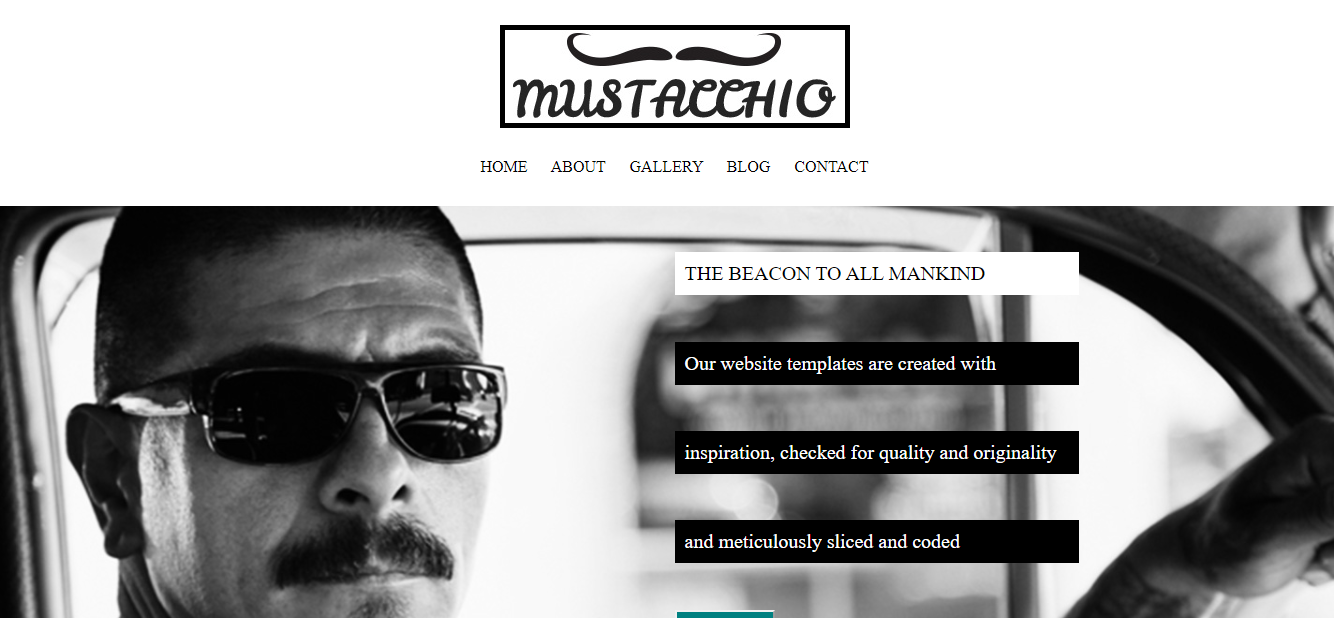 MUSTACCHIO
HOME ABOUT GALLERY BLOG CONTACT
THE BEACON TO ALL MANKIND
Our website templates are created with
inspiration, checked for quality and originality
and meticulously sliced and coded